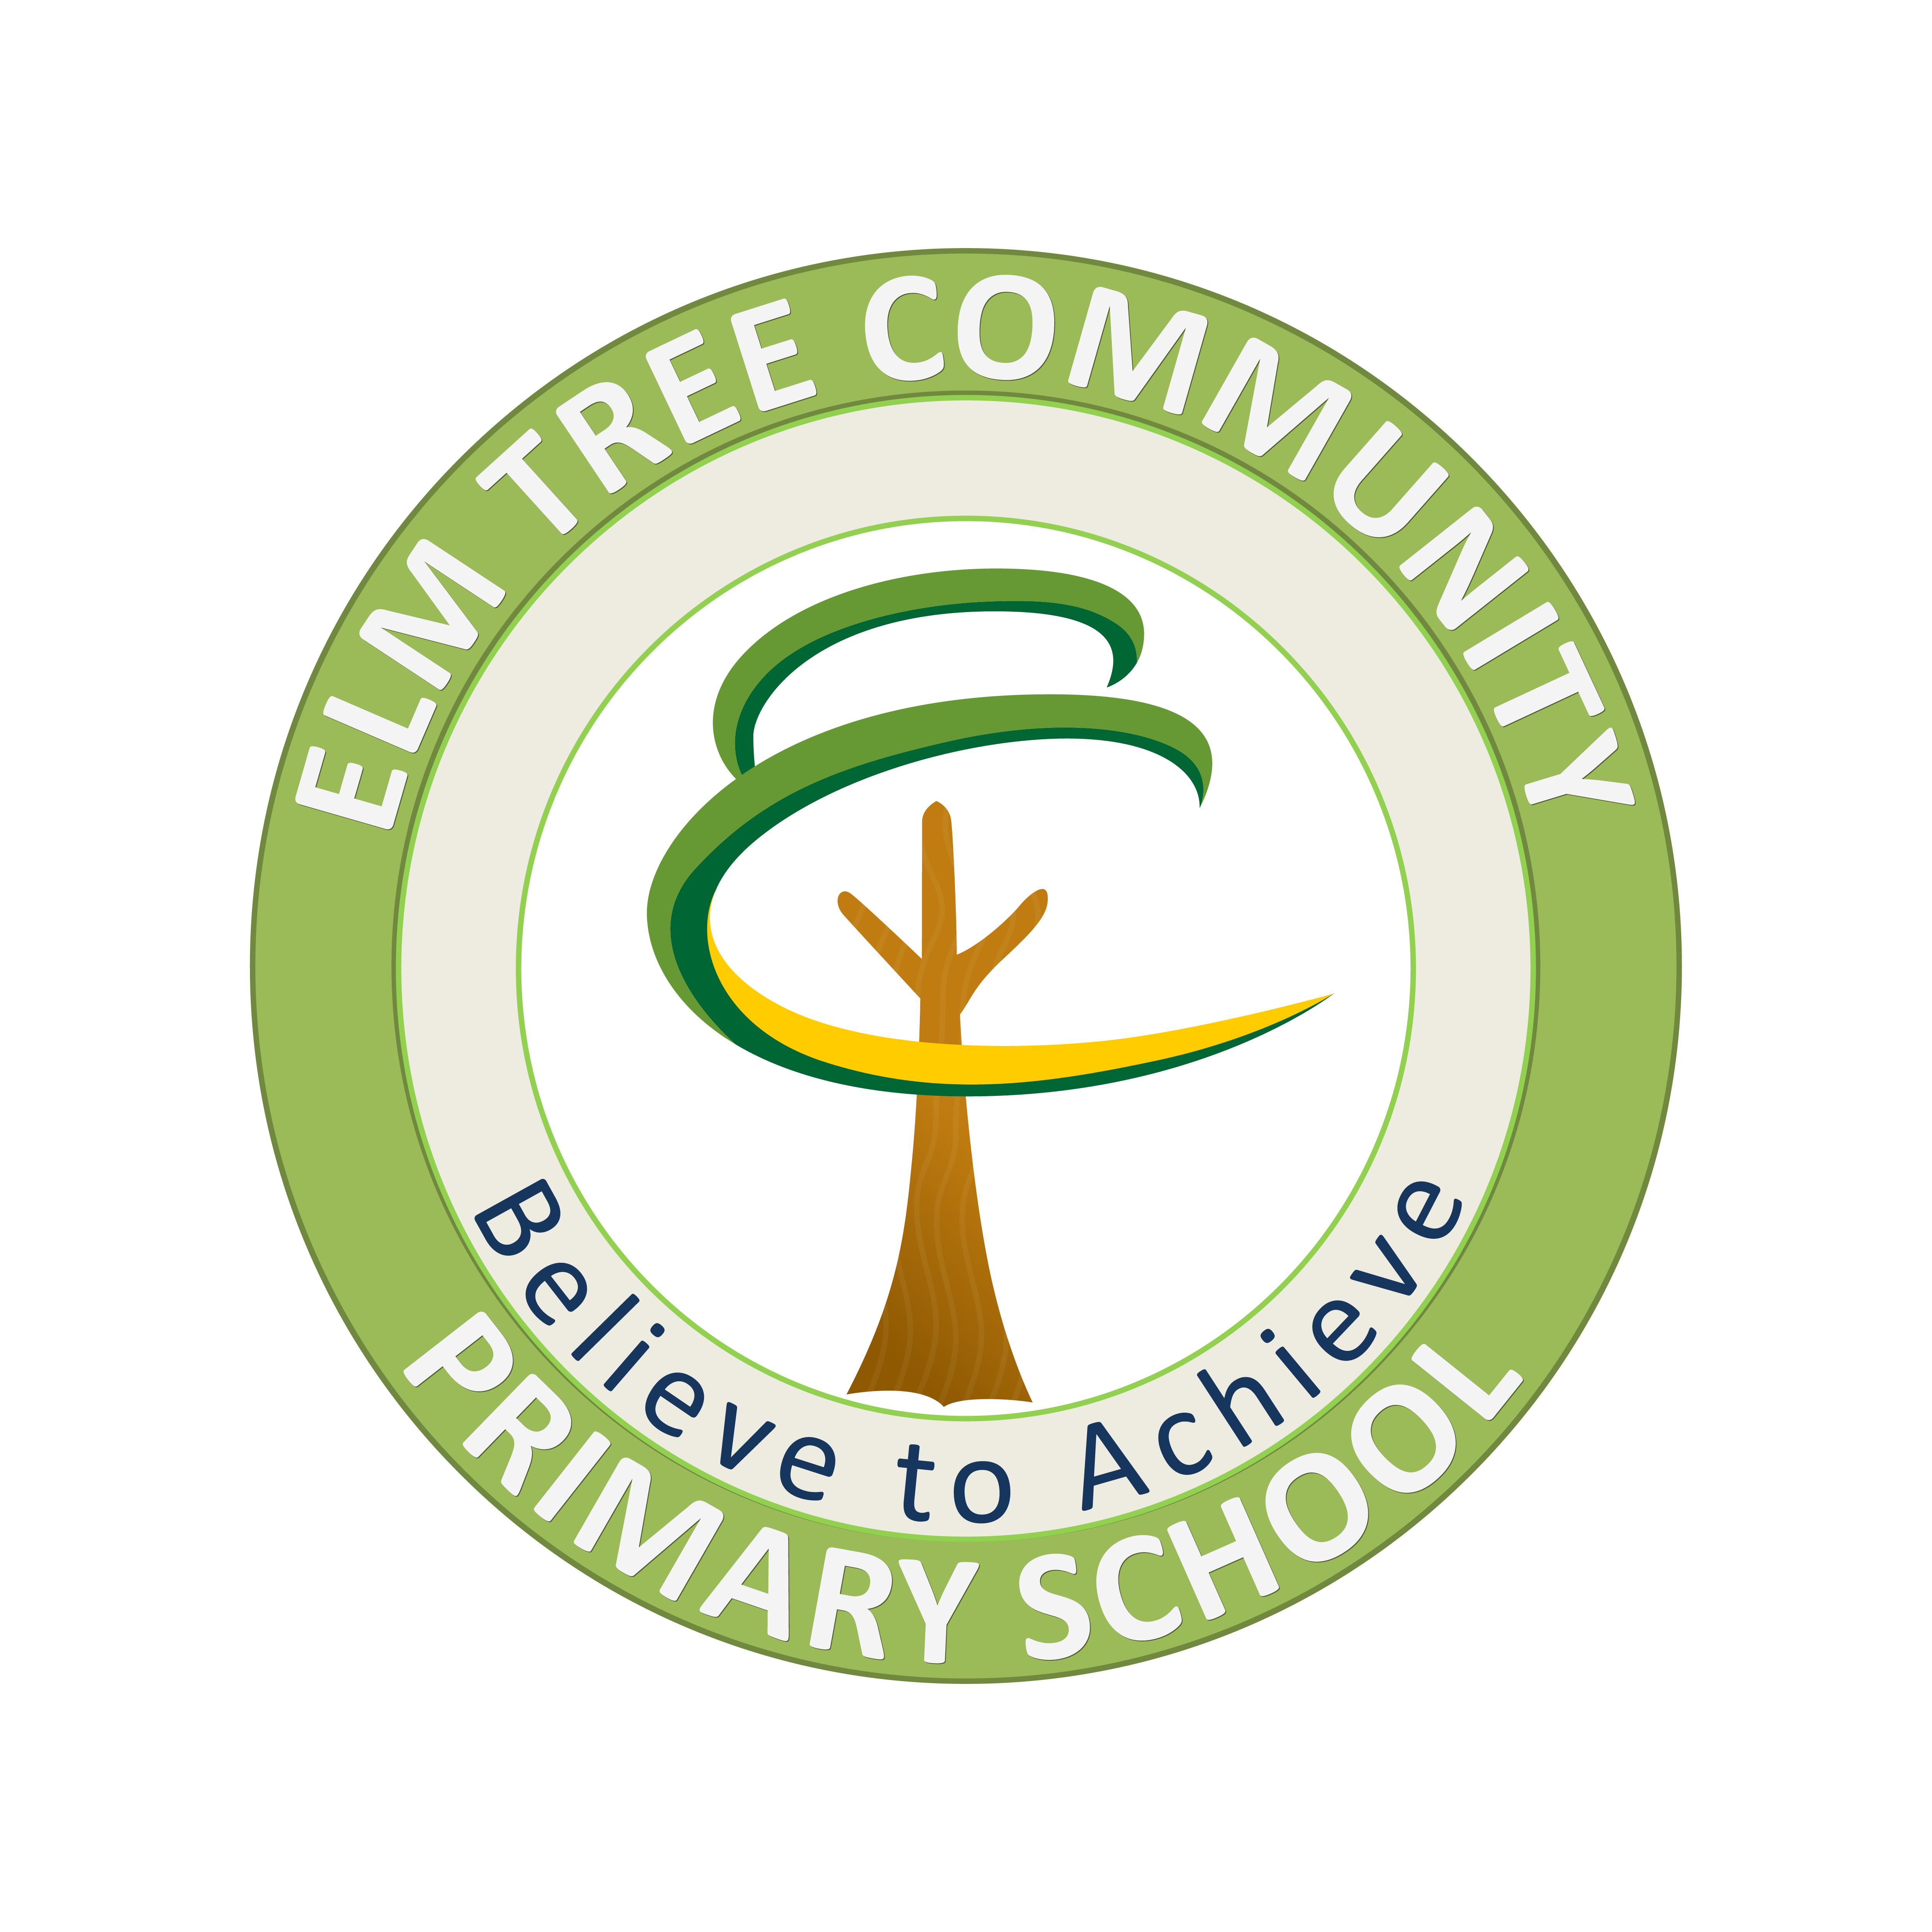 ELM TREE COMMUNITY
Believe to Achieve
PRIMARY SCHOOL